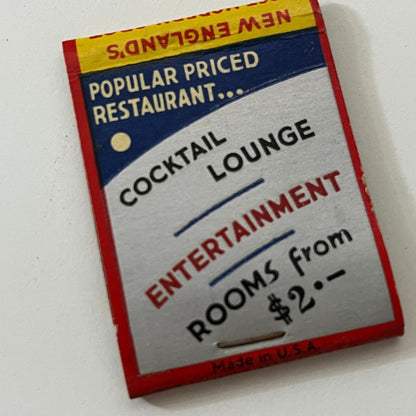 NEW ENGLAND'S
POPULAR PRICED
RESTAURANT...
COCKTAIL
LOUNGE
ENTERTAINMENT
ROOMS from
$2.—
Made in U.S.A.